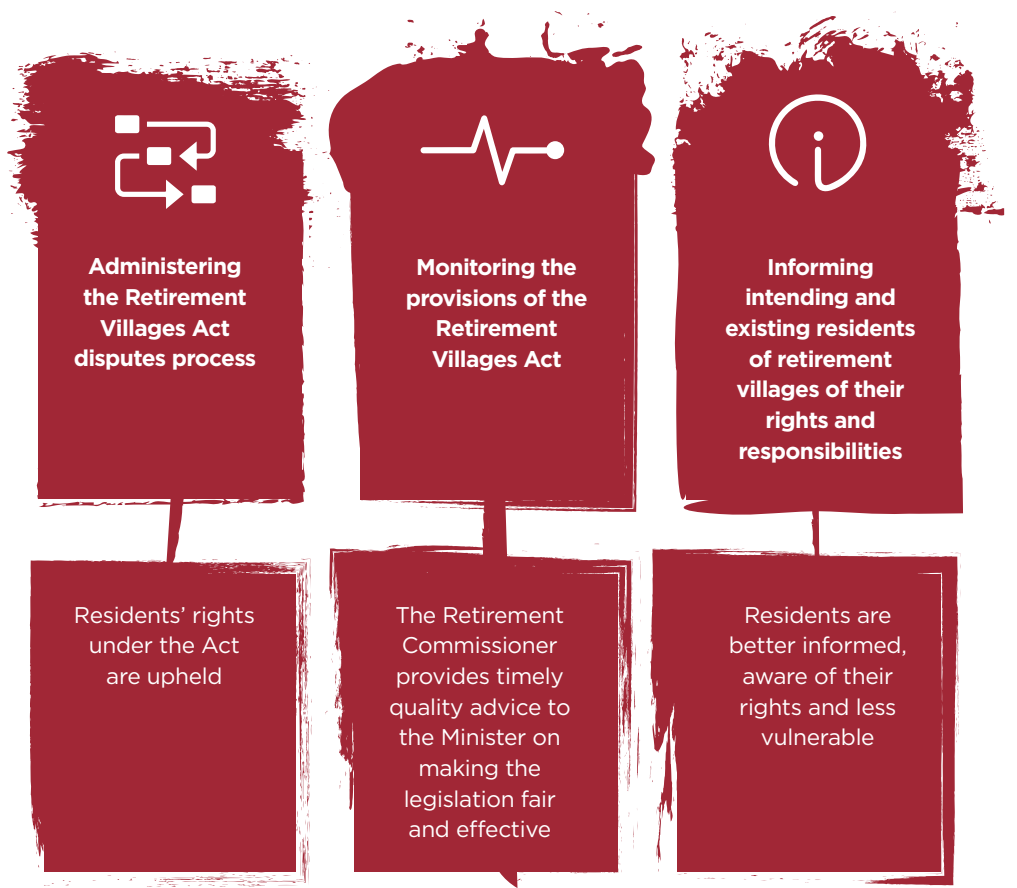 Administering
the Retirement
Villages Act
disputes process
Monitoring the
provisions of the
Retirement
Villages Act
Informing
intending and
existing residents
of retirement
villages of their
rights and
responsibilities
Residents’ rights
under the Act
are upheld
The Retirement
Commissioner
provides timely
quality advice to
the Minister on
making the
legislation fair
and effective
Residents are
better informed,
aware of their
rights and less
vulnerable